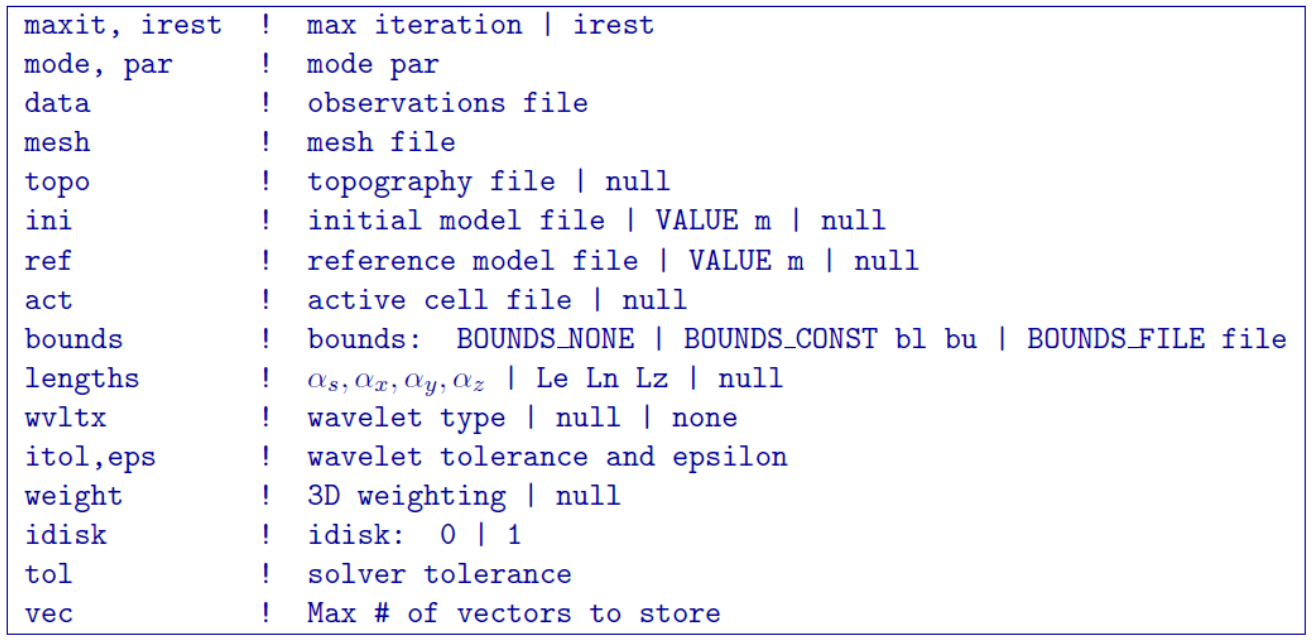 maxit, irest ! max iteration | irest
mode, par ! mode par
data ! observations file
mesh ! mesh file
topo ! topography file | null
ini ! initial model file | VALUE m | null
ref ! reference model file | VALUE m | null
act ! active cell file | null
bounds ! bounds: BOUNDS_NONE | BOUNDS_CONST bl bu | BOUNDS_FILE file
lengths ! αs, αx, αy, αz | Le Ln Lz | null
wvltx ! wavelet type | null | none
itol,eps ! wavelet tolerance and epsilon
weight ! 3D weighting | null
idisk ! idisk: 0 | 1
tol ! solver tolerance
vec ! Max # of vectors to store